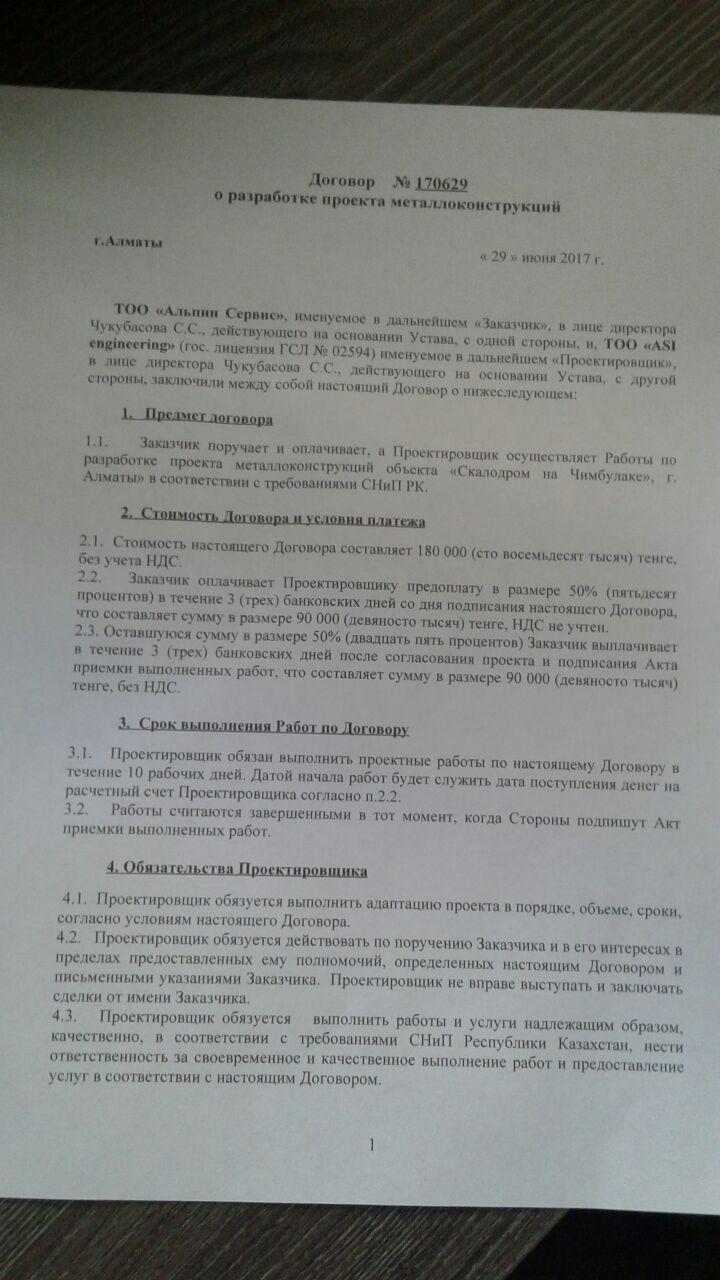 Договор № 170629
о разработке проекта металлоконструкций
г.Алматы
« 29 » июня 2017 г.
ТОО «Альпин Сервис», именуемое в дальнейшем «Заказчик», в лице директора
Чукубасова С.С., действующего на основании Устава, с одной стороны, и, ТОО «ASI
engineering» (гос. лицензия ГСЛ № 02594) именуемое в дальнейшем «Проектировщик»,
в лице директора Чукубасова С.С., действующего на основании Устава, с другой
стороны, заключили между собой настоящий Договор о нижеследующем:
1. Предмет договора
1.1. Заказчик поручает и оплачивает, а Проектировщик осуществляет Работы по
разработке проекта металлоконструкций объекта «Скалодром на Чимбулаке», г.
Алматы» в соответствии с требованиями СНиП РК.
2. Стоимость Договора и условия платежа
2.1. Стоимость настоящего Договора составляет 180 000 (сто восемьдесят тысяч) тенге,
без учета НДС.
2.2. Заказчик оплачивает Проектировщику предоплату в размере 50% (пятьдесят
процентов) в течение 3 (трех) банковских дней со дня подписания настоящего Договора,
что составляет сумму в размере 90 000 (девяносто тысяч) тенге, НДС не учтен.
2.3. Оставшуюся сумму в размере 50% (двадцать пять процентов) Заказчик выплачивает
в течение 3 (трех) банковских дней после согласования проекта и подписания Акта
приемки выполненных работ, что составляет сумму в размере 90 000 (девяносто тысяч)
тенге, без НДС.
3. Срок выполнения Работ по Договору
3.1. Проектировщик обязан выполнить проектные работы по настоящему Договору в
течение 10 рабочих дней. Датой начала работ будет служить дата поступления денег на
расчетный счет Проектировщика согласно п.2.2.
3.2. Работы считаются завершенными в тот момент, когда Стороны подпишут Акт
приемки выполненных работ.
4. Обязательства Проектировщика
4.1. Проектировщик обязуется выполнить адаптацию проекта в порядке, объеме, сроки,
согласно условиям настоящего Договора.
4.2. Проектировщик обязуется действовать по поручению Заказчика и в его интересах в
пределах предоставленных ему полномочий, определенных настоящим Договором и
письменными указаниями Заказчика. Проектировщик не вправе выступать и заключать
сделки от имени Заказчика.
4.3. Проектировщик обязуется выполнить работы и услуги надлежащим образом,
качественно, в соответствии с требованиями СНиП Республики Казахстан, нести
ответственность за своевременное и качественное выполнение работ и предоставление
услуг в соответствии с настоящим Договором.
1